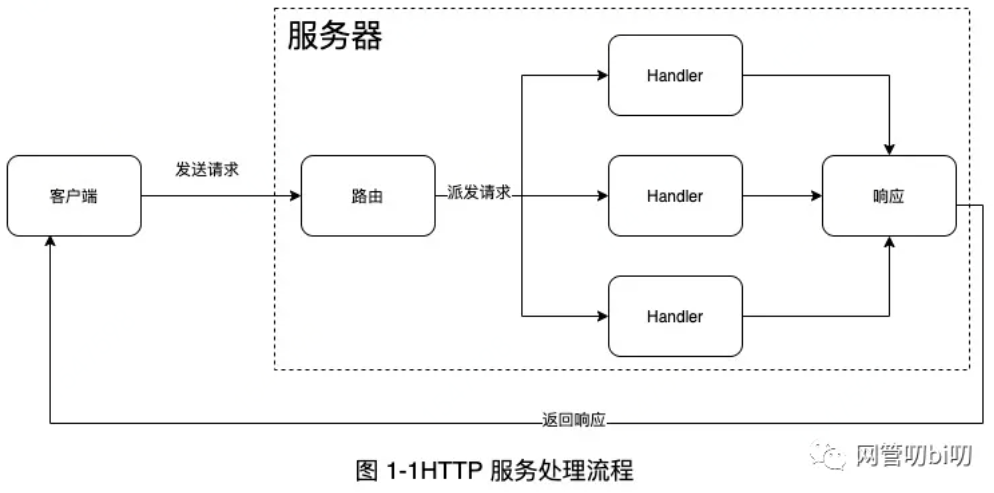 服务器
Handler
发送请求
客户端
路由
派发请求
Handler
响应
Handler
返回响应
网管叨bi叨
图 1-1HTTP 服务处理流程